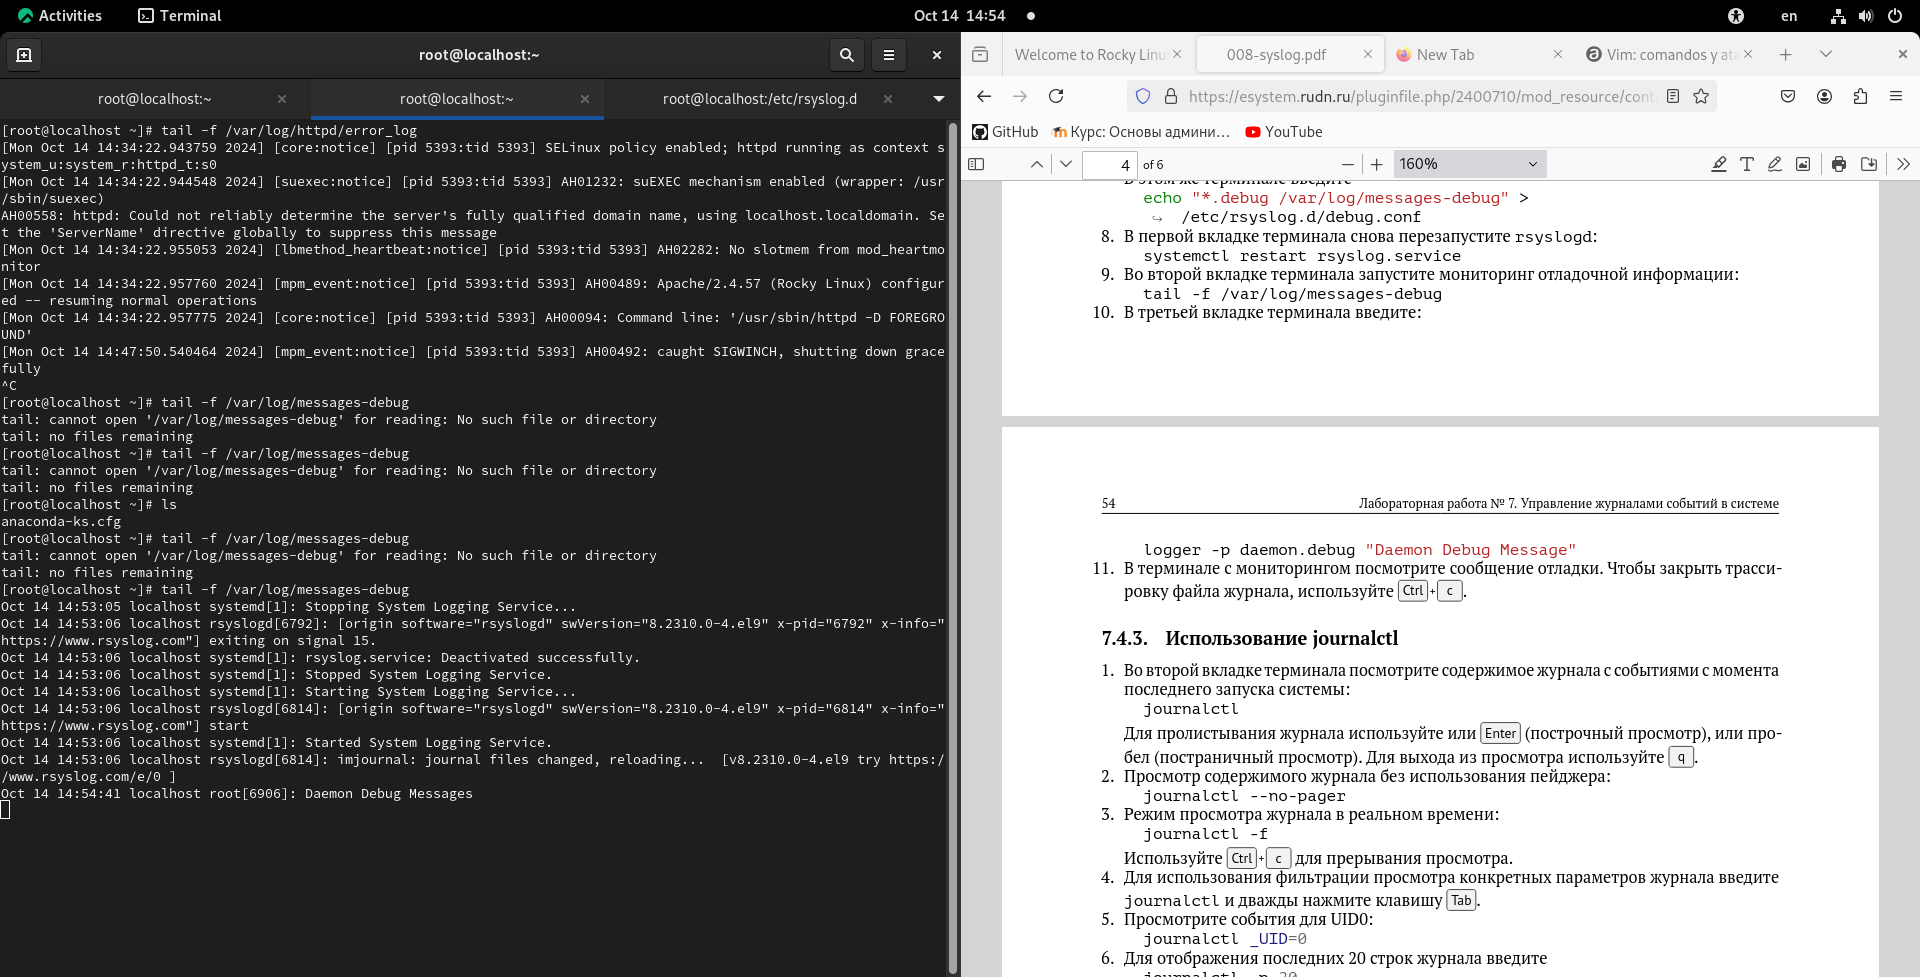 Activities
Terminal
Oct 14 14:54
en
root@localhost:~
root@localhost:~
root@localhost:~
root@localhost:/etc/rsyslog.d
[root@localhost ~]# tail -f /var/log/httpd/error_log
[Mon Oct 14 14:34:22.943759 2024] [core:notice] [pid 5393:tid 5393] SELinux policy enabled; httpd running as context s
ystem_u:system_r:httpd_t:s0
[Mon Oct 14 14:34:22.944548 2024] [suexec:notice] [pid 5393:tid 5393] AH01232: suEXEC mechanism enabled (wrapper: /usr
/sbin/suexec)
AH00558: httpd: Could not reliably determine the server's fully qualified domain name, using localhost.localdomain. Se
t the 'ServerName' directive globally to suppress this message
[Mon Oct 14 14:34:22.955053 2024] [lbmethod_heartbeat:notice] [pid 5393:tid 5393] AH02282: No slotmem from mod_heartmo
nitor
[Mon Oct 14 14:34:22.957760 2024] [mpm_event:notice] [pid 5393:tid 5393] AH00489: Apache/2.4.57 (Rocky Linux) configur
ed -- resuming normal operations
[Mon Oct 14 14:34:22.957775 2024] [core:notice] [pid 5393:tid 5393] AH00094: Command line: '/usr/sbin/httpd -D FOREGRO
UND'
[Mon Oct 14 14:47:50.540464 2024] [mpm_event:notice] [pid 5393:tid 5393] AH00492: caught SIGWINCH, shutting down grace
fully
^C
[root@localhost ~]# tail -f /var/log/messages-debug
tail: cannot open '/var/log/messages-debug' for reading: No such file or directory
tail: no files remaining
[root@localhost ~]# tail -f /var/log/messages-debug
tail: cannot open '/var/log/messages-debug' for reading: No such file or directory
tail: no files remaining
[root@localhost ~]# ls
anaconda-ks.cfg
[root@localhost ~]# tail -f /var/log/messages-debug
tail: cannot open '/var/log/messages-debug' for reading: No such file or directory
tail: no files remaining
[root@localhost ~]# tail -f /var/log/messages-debug
Oct 14 14:53:05 localhost systemd[1]: Stopping System Logging Service...
Oct 14 14:53:06 localhost rsyslogd[6792]: [origin software="rsyslogd" swVersion="8.2310.0-4.el9" x-pid="6792" x-info="
https://www.rsyslog.com"] exiting on signal 15.
Oct 14 14:53:06 localhost systemd[1]: rsyslog.service: Deactivated successfully.
Oct 14 14:53:06 localhost systemd[1]: Stopped System Logging Service.
Oct 14 14:53:06 localhost systemd[1]: Starting System Logging Service...
Oct 14 14:53:06 localhost rsyslogd[6814]: [origin software="rsyslogd" swVersion="8.2310.0-4.el9" x-pid="6814" x-info="
https://www.rsyslog.com"] start
Oct 14 14:53:06 localhost systemd[1]: Started System Logging Service.
Oct 14 14:53:06 localhost rsyslogd[6814]: imjournal: journal files changed, reloading...  [v8.2310.0-4.el9 try https:/
/www.rsyslog.com/e/0 ]
Oct 14 14:54:41 localhost root[6906]: Daemon Debug Messages
Welcome to Rocky Linu
008-syslog.pdf
New Tab
Vim: comandos y ata
https://esystem.rudn.ru/pluginfile.php/2400710/mod_resource/cont
GitHub
Курс: Основы админи…
YouTube
4 of 6
160%
В этом же терминале введите
echo "*.debug /var/log/messages-debug" >
↪ /etc/rsyslog.d/debug.conf
8. В первой вкладке терминала снова перезапустите rsyslogd:
systemctl restart rsyslog.service
9. Во второй вкладке терминала запустите мониторинг отладочной информации:
tail -f /var/log/messages-debug
10. В третьей вкладке терминала введите:
54 Лабораторная работа № 7. Управление журналами событий в системе
logger -p daemon.debug "Daemon Debug Message"
11. В терминале с мониторингом посмотрите сообщение отладки. Чтобы закрыть трасси-
ровку файла журнала, используйте Ctrl + c .
7.4.3. Использование journalctl
1. Во второй вкладке терминала посмотрите содержимое журнала с событиями с момента
последнего запуска системы:
journalctl
Для пролистывания журнала используйте или Enter (построчный просмотр), или про-
бел (постраничный просмотр). Для выхода из просмотра используйте q .
2. Просмотр содержимого журнала без использования пейджера:
journalctl --no-pager
3. Режим просмотра журнала в реальном времени:
journalctl -f
Используйте Ctrl + c для прерывания просмотра.
4. Для использования фильтрации просмотра конкретных параметров журнала введите
journalctl и дважды нажмите клавишу Tab .
5. Просмотрите события для UID0:
journalctl _UID=0
6. Для отображения последних 20 строк журнала введите
journalctl -n 20